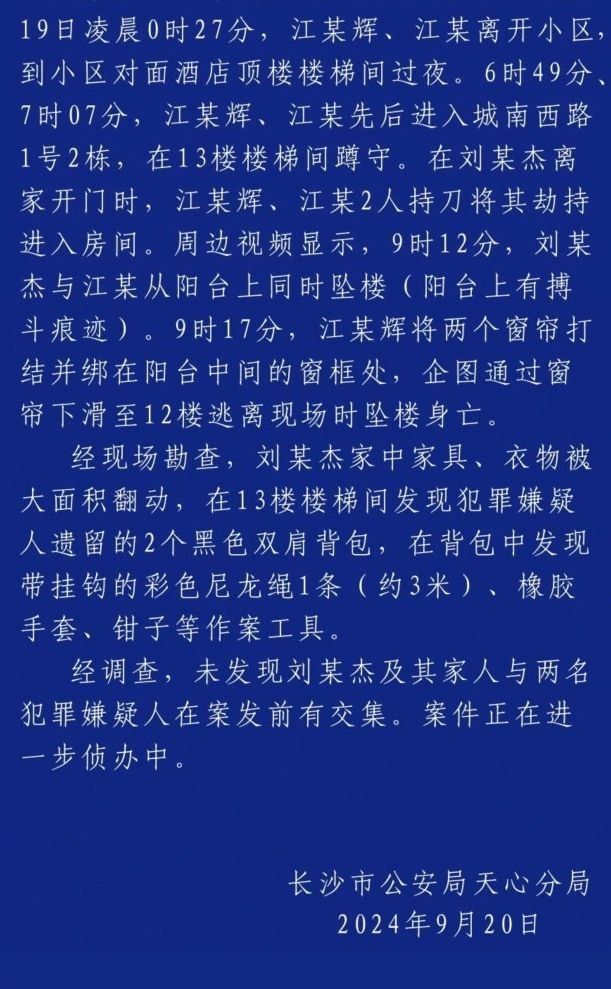 19日凌晨0时27分，江某辉、江某离开小区，
到小区对面酒店顶楼楼梯间过夜。6时49分、
7时07分，江某辉、江某先后进入城南西路
1号2栋，在13楼楼梯间蹲守。在刘某杰离
家开门时，江某辉、江某2人持刀将其劫持
进入房间。周边视频显示，9时12分，刘某
杰与江某从阳台上同时坠楼（阳台上有搏
斗痕迹）。9时17分，江某辉将两个窗帘打
结并绑在阳台中间的窗框处，企图通过窗
帘下滑至12楼逃离现场时坠楼身亡。
经现场勘查，刘某杰家中家具、衣物被
大面积翻动，在13楼楼梯间发现犯罪嫌疑
人遗留的2个黑色双肩背包，在背包中发现
带挂钩的彩色尼龙绳1条（约3米）、橡胶
手套、钳子等作案工具。
经调查，未发现刘某杰及其家人与两名
犯罪嫌疑人在案发前有交集。案件正在进
一步侦办中。
长沙市公安局天心分局
2024年9月20日